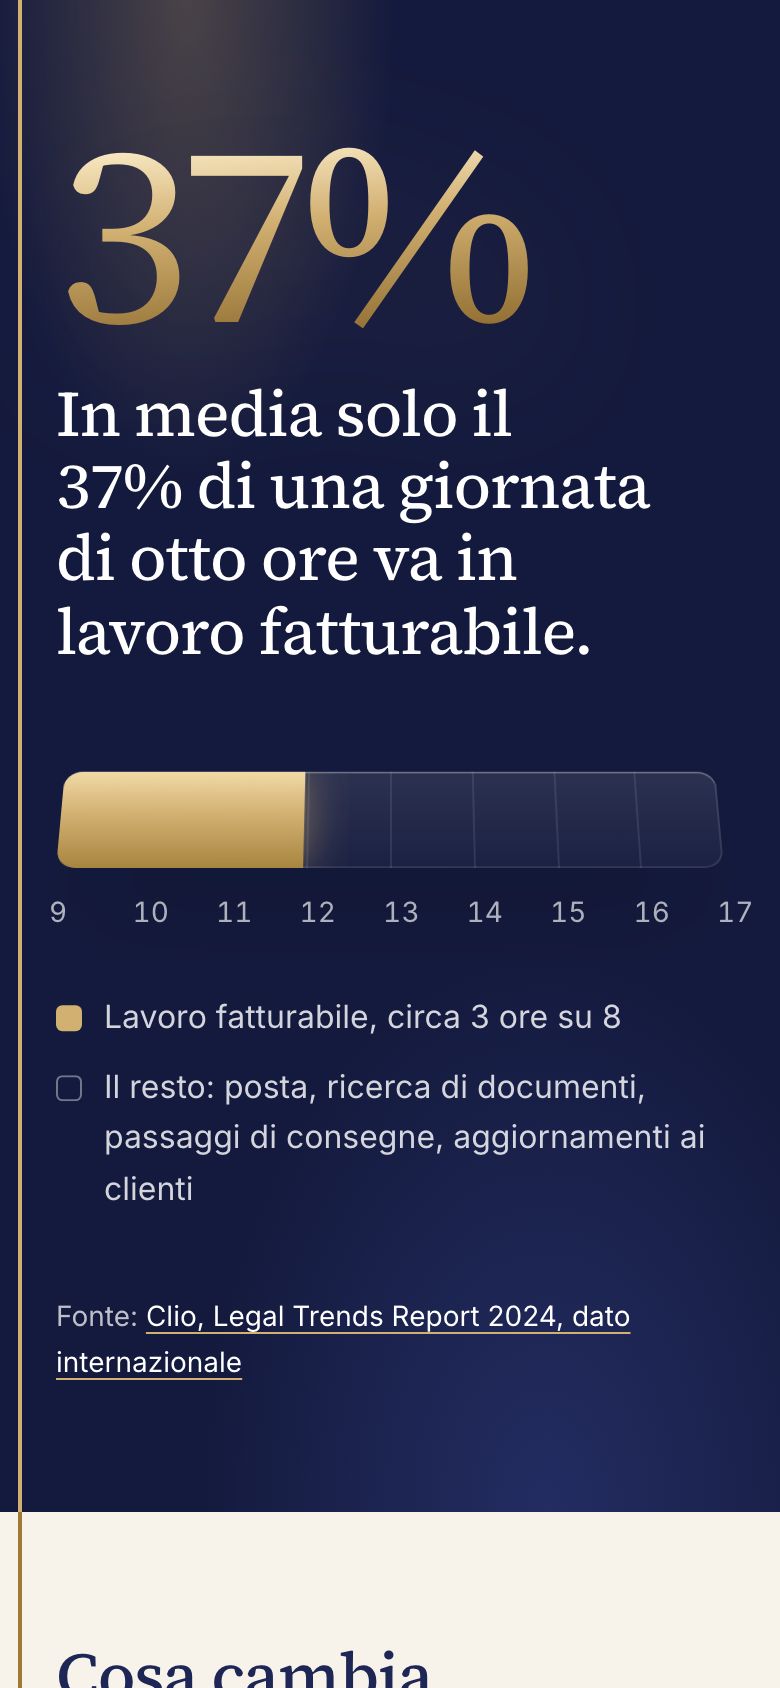 37%
In media solo il
37% di una giornata
di otto ore va in
lavoro fatturabile.
9 10 11 12 13 14 15 16 17
Lavoro fatturabile, circa 3 ore su 8
Il resto: posta, ricerca di documenti,
passaggi di consegne, aggiornamenti ai
clienti
Fonte: Clio, Legal Trends Report 2024, dato
internazionale
Cosa cambia